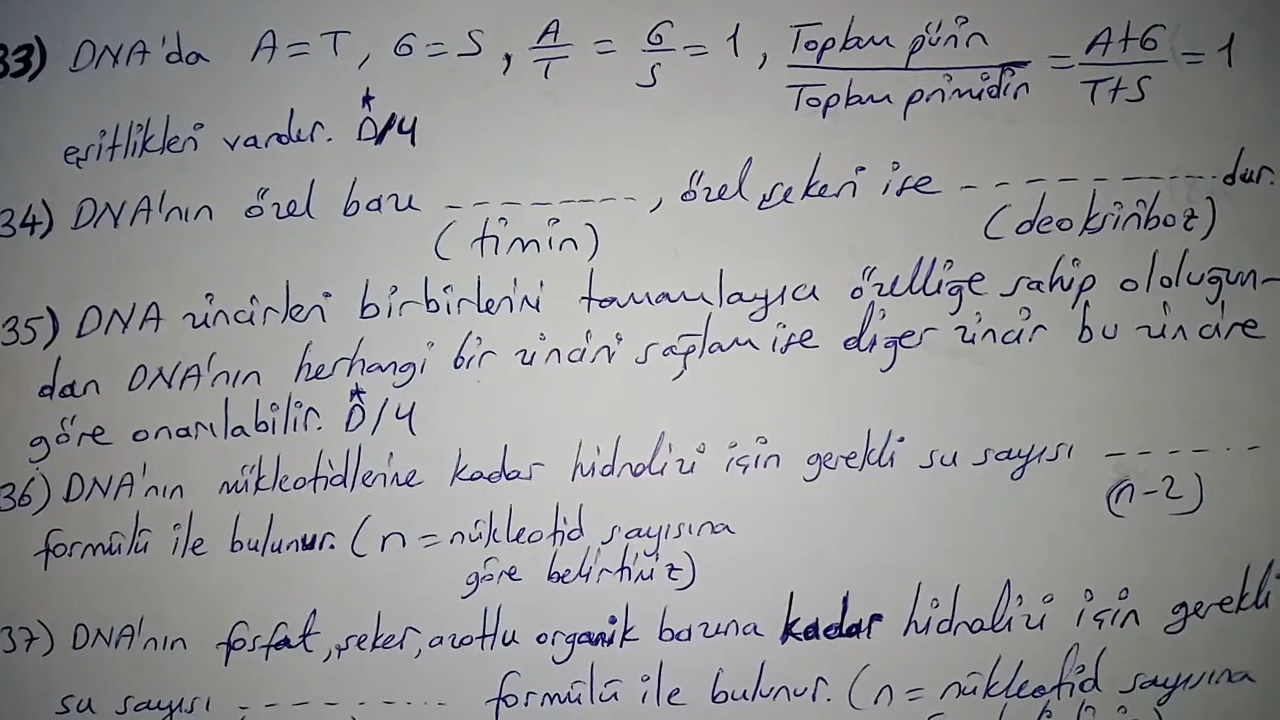 33) DNA'da A=T, G=S, A/T = G/S = 1, Toplam pürin / Toplam primidin = A+G / T+S = 1
eşitlikleri vardır. D/Y
34) DNA'nın özel bazı ----------, özel şekeri ise ----------dur.
(timin) (deoksiriboz)
35) DNA zincirleri birbirlerini tamamlayıcı özelliğe sahip olduğun-
dan DNA'nın herhangi bir zinciri sağlam ise diğer zincir bu zincire
göre onarılabilir. D/Y
36) DNA'nın nükleotidlerine kadar hidrolizi için gerekli su sayısı -------
(n-2)
formülü ile bulunur. (n = nükleotid sayısına
göre belirtiniz)
37) DNA'nın fosfat, şeker, azotlu organik bazına kadar hidrolizi için gerekli
su sayısı ---------- formülü ile bulunur. (n = nükleotid sayısına